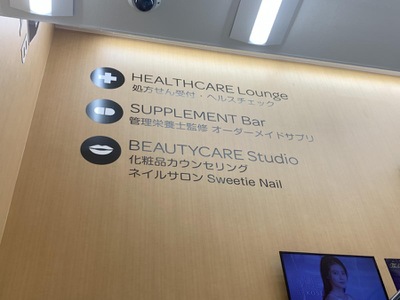 HEALTHCARE Lounge
処方せん受付・ヘルスチェック
SUPPLEMENT Bar
管理栄養士監修 オーダーメイドサプリ
BEAUTYCARE Studio
化粧品カウンセリング
ネイルサロン Sweetie Nail